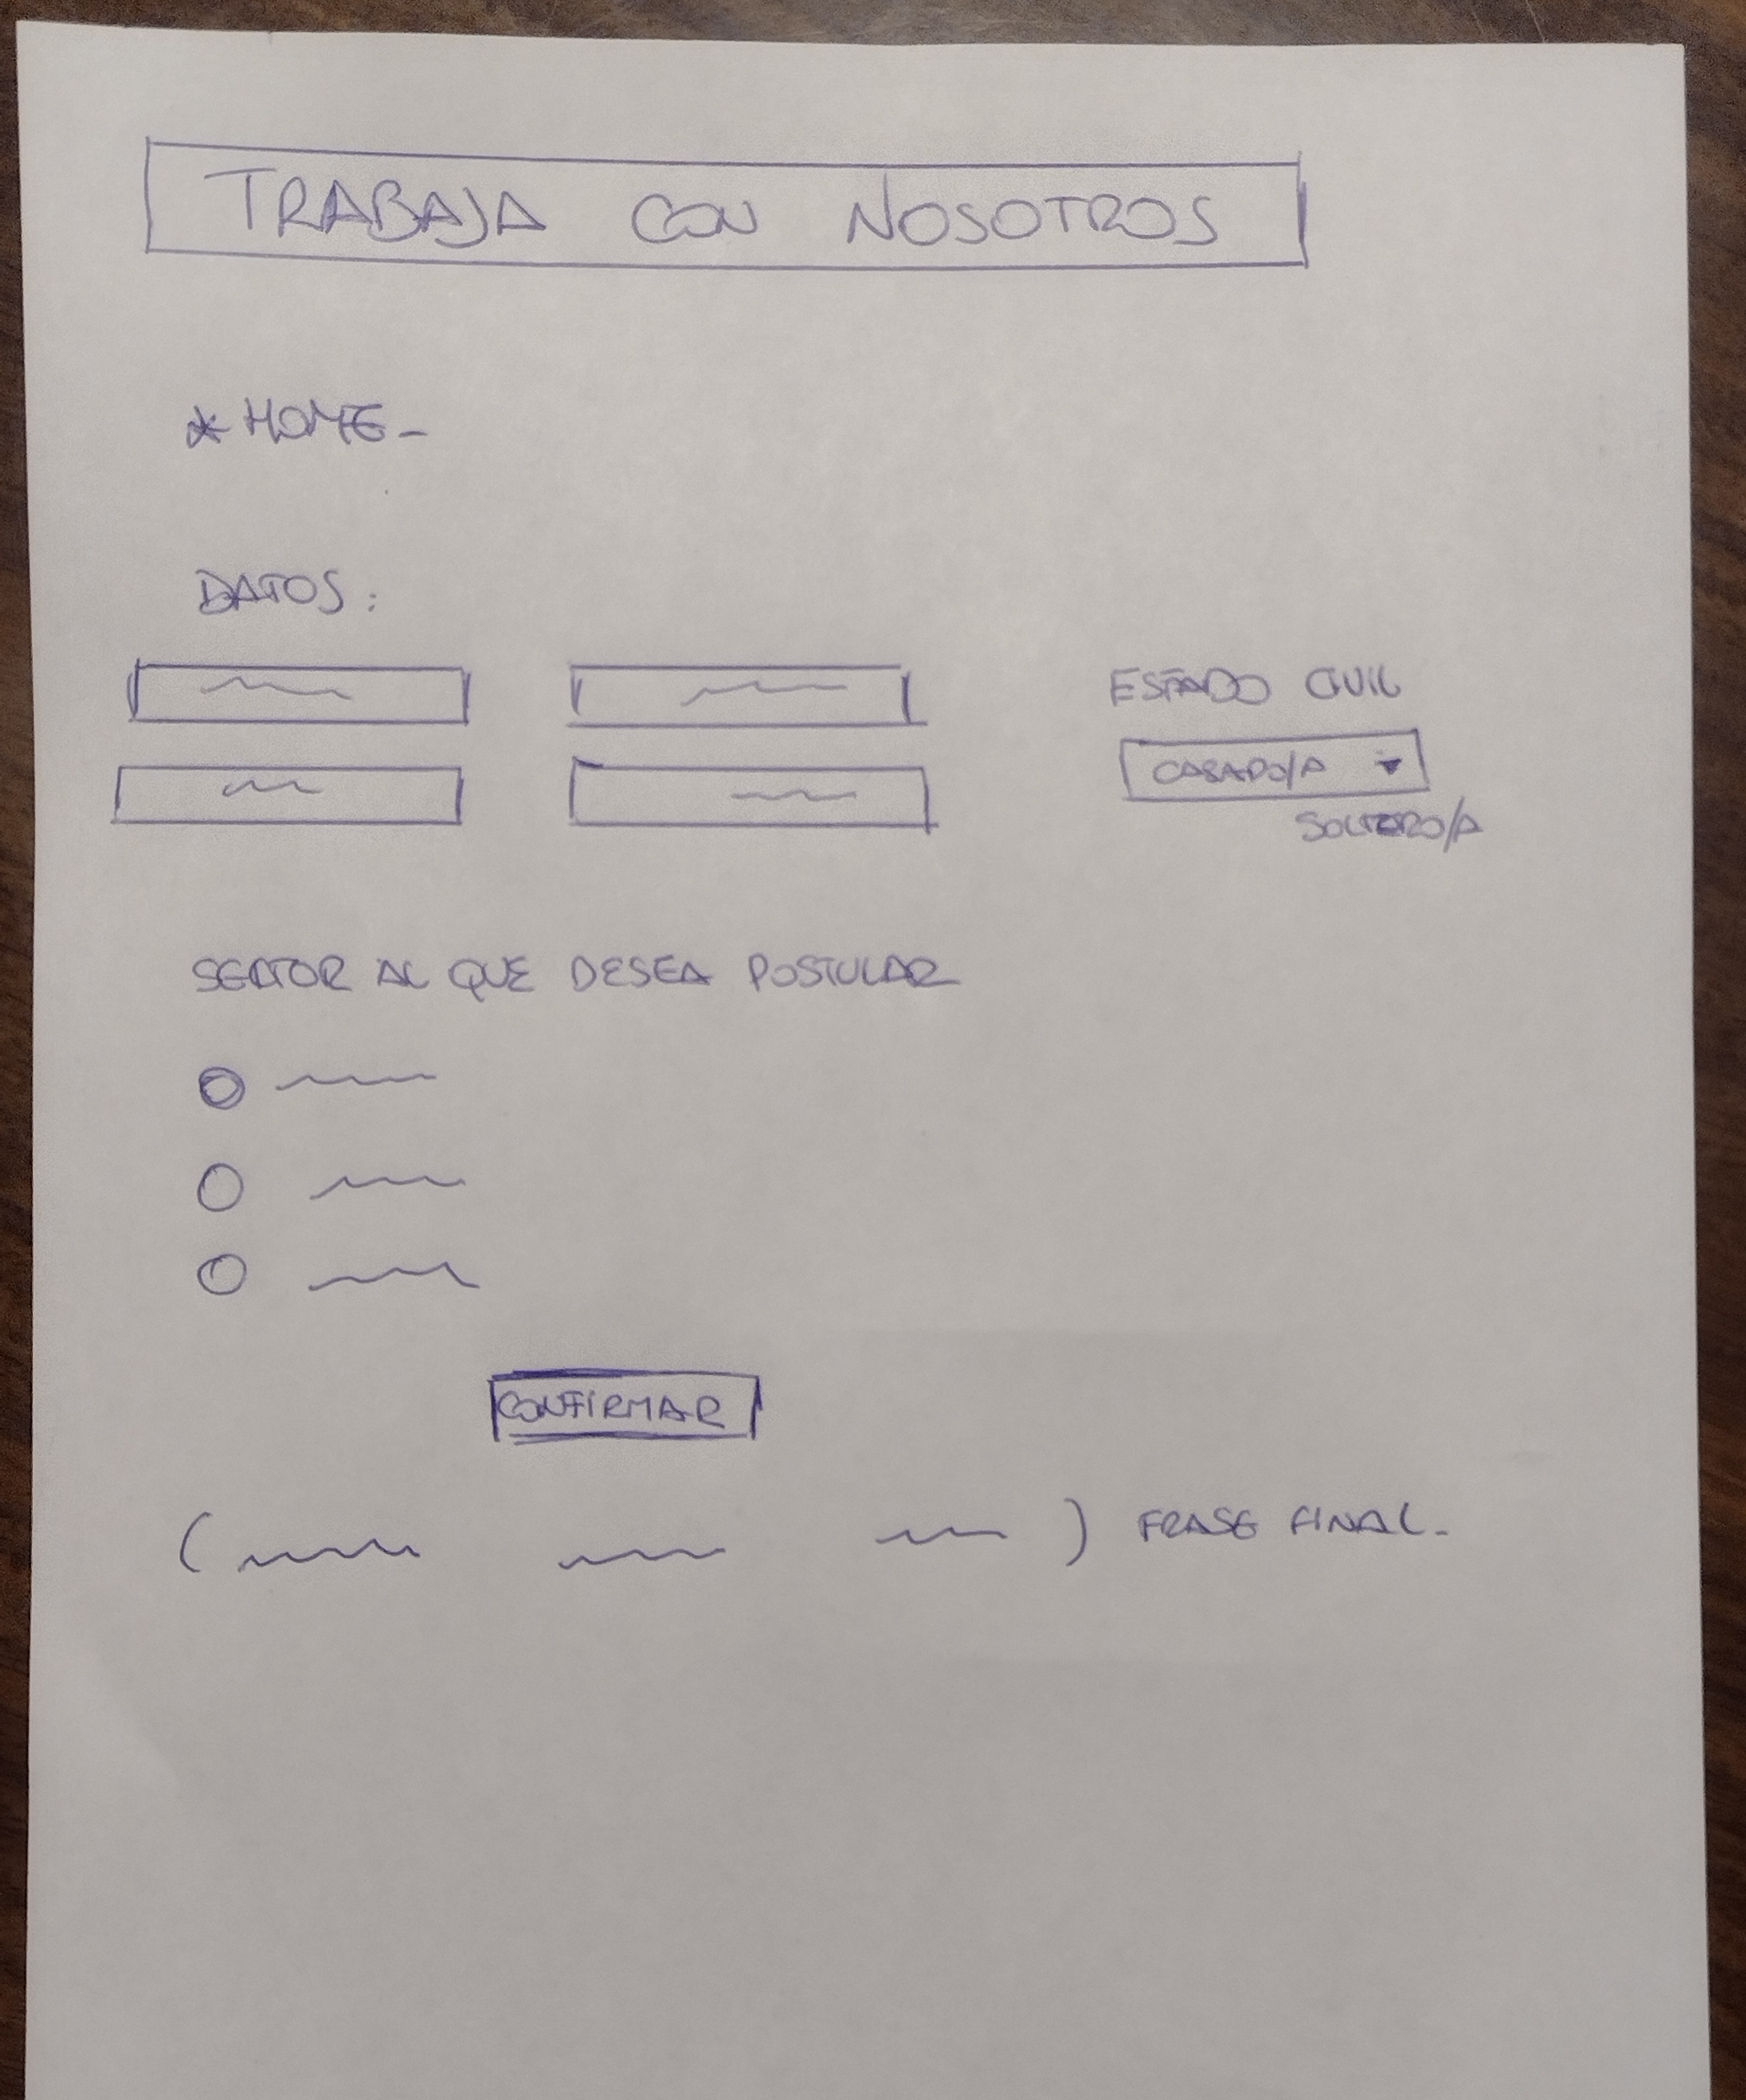 TRABAJA CON NOSOTROS
* HOME -
DATOS:
ESTADO CIVIL
CASADO/A
SOLTERO/A
SECTOR AL QUE DESEA POSTULAR
CONFIRMAR
( ) FRASE FINAL -